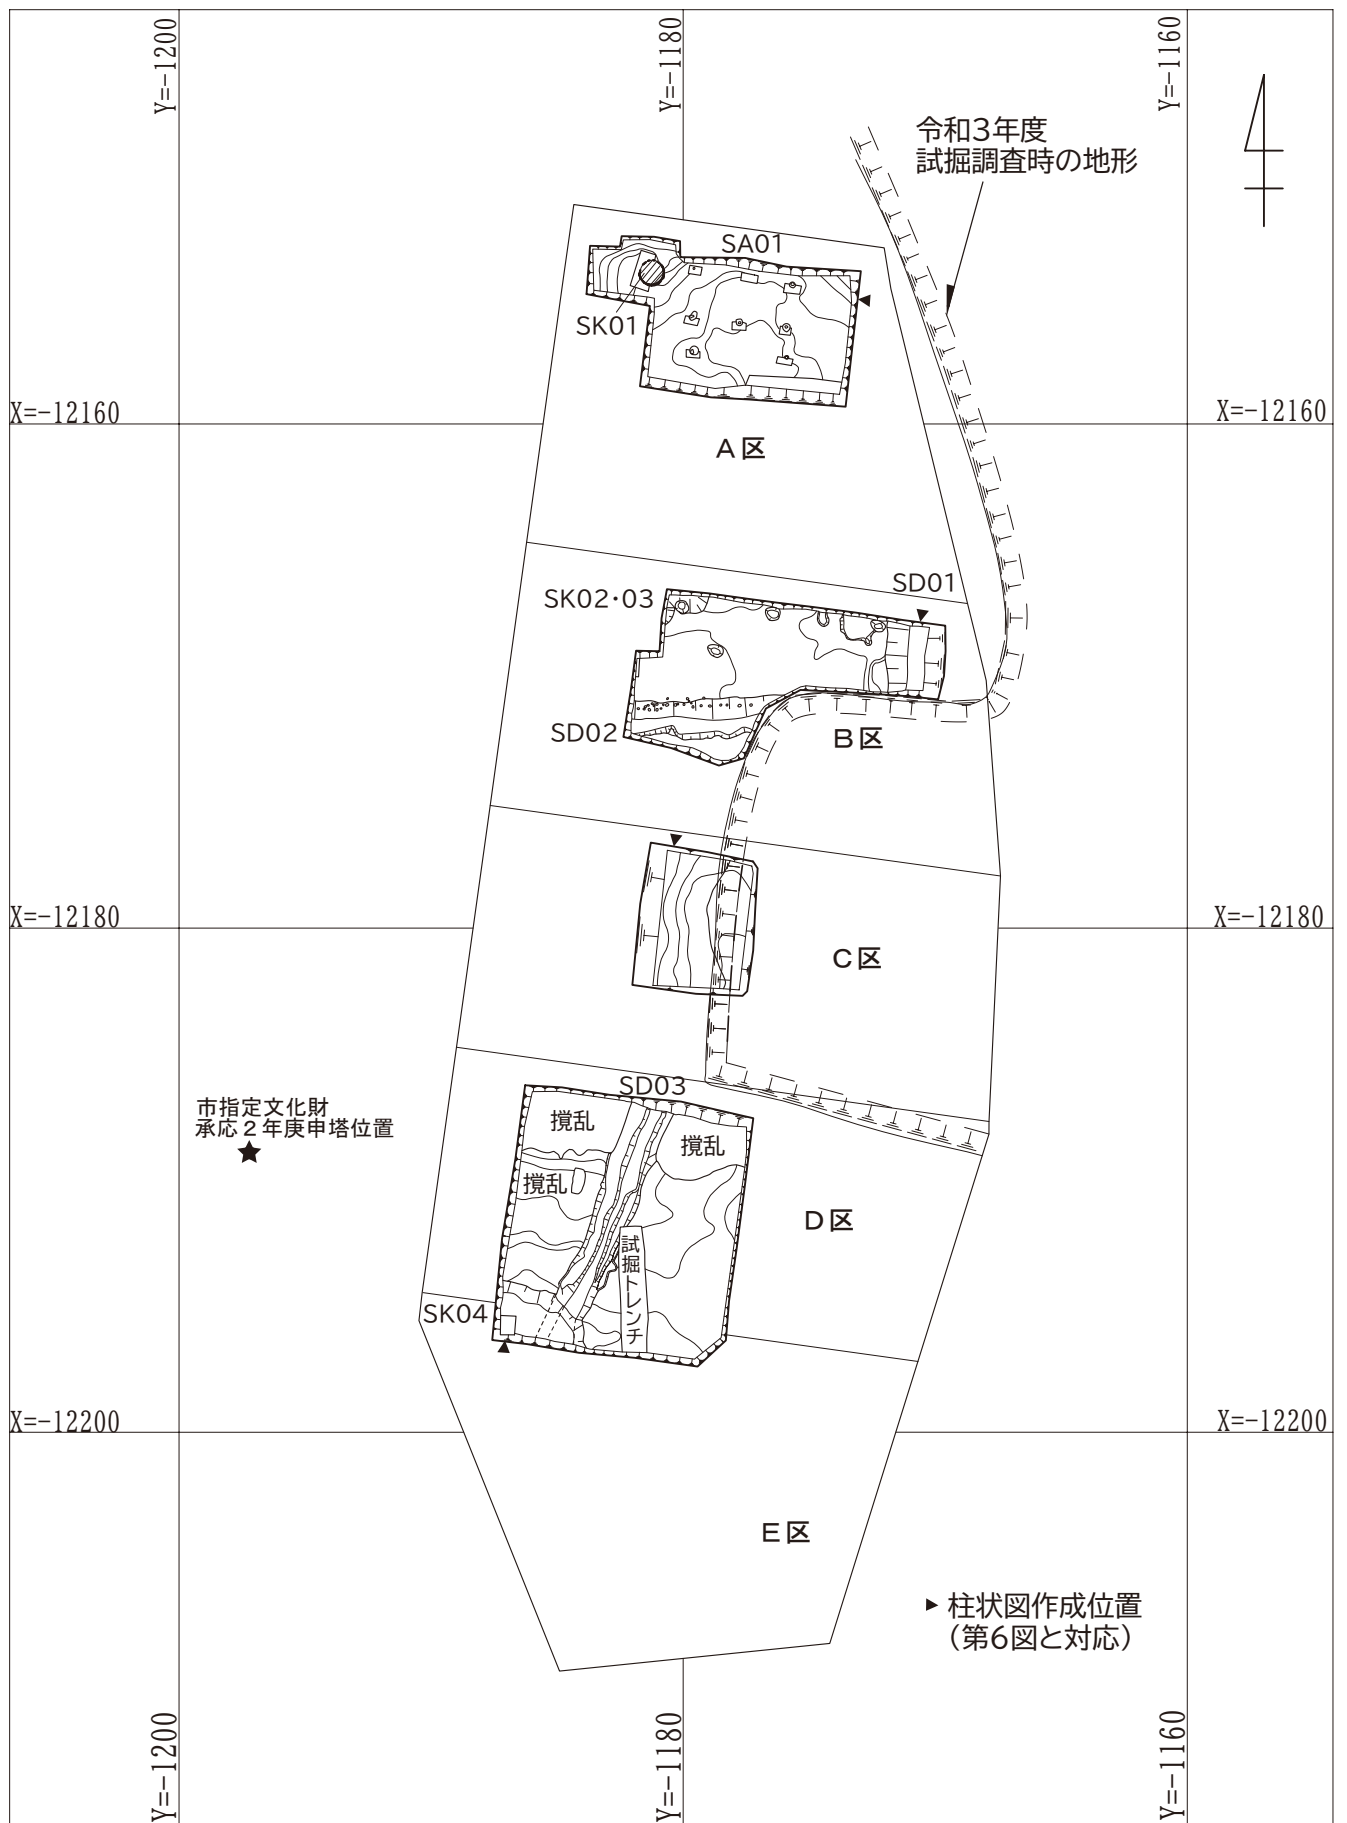 Y=-1200
Y=-1180
Y=-1160
令和3年度
試掘調査時の地形
SA01
SK01
X=-12160
X=-12160
A区
SD01
SK02・03
SD02
B区
X=-12180
X=-12180
C区
SD03
市指定文化財
承応2年庚申塔位置
★
撹乱
撹乱
撹乱
D区
試掘トレンチ
SK04
X=-12200
X=-12200
E区
▶ 柱状図作成位置
（第6図と対応）
Y=-1200
Y=-1180
Y=-1160